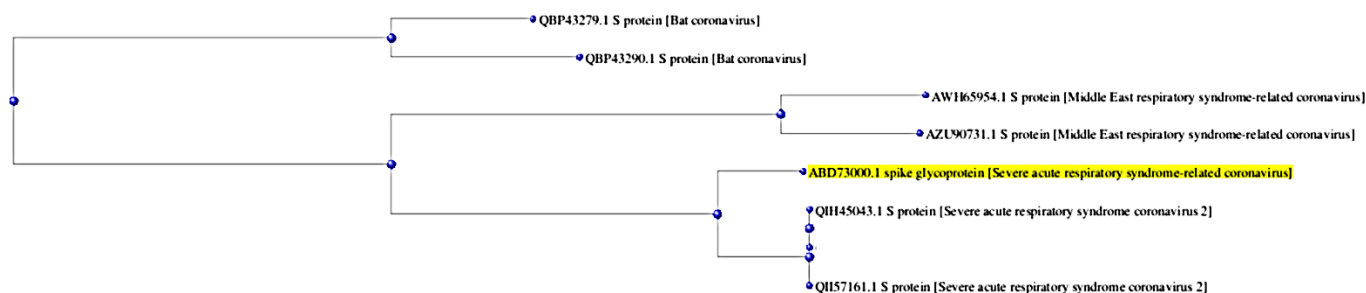 QBP43279.1 S protein [Bat coronavirus]
QBP43290.1 S protein [Bat coronavirus]
AWH65954.1 S protein [Middle East respiratory syndrome-related coronavirus]
AZU90731.1 S protein [Middle East respiratory syndrome-related coronavirus]
ABD73000.1 spike glycoprotein [Severe acute respiratory syndrome-related coronavirus]
QIH45043.1 S protein [Severe acute respiratory syndrome coronavirus 2]
QII57161.1 S protein [Severe acute respiratory syndrome coronavirus 2]